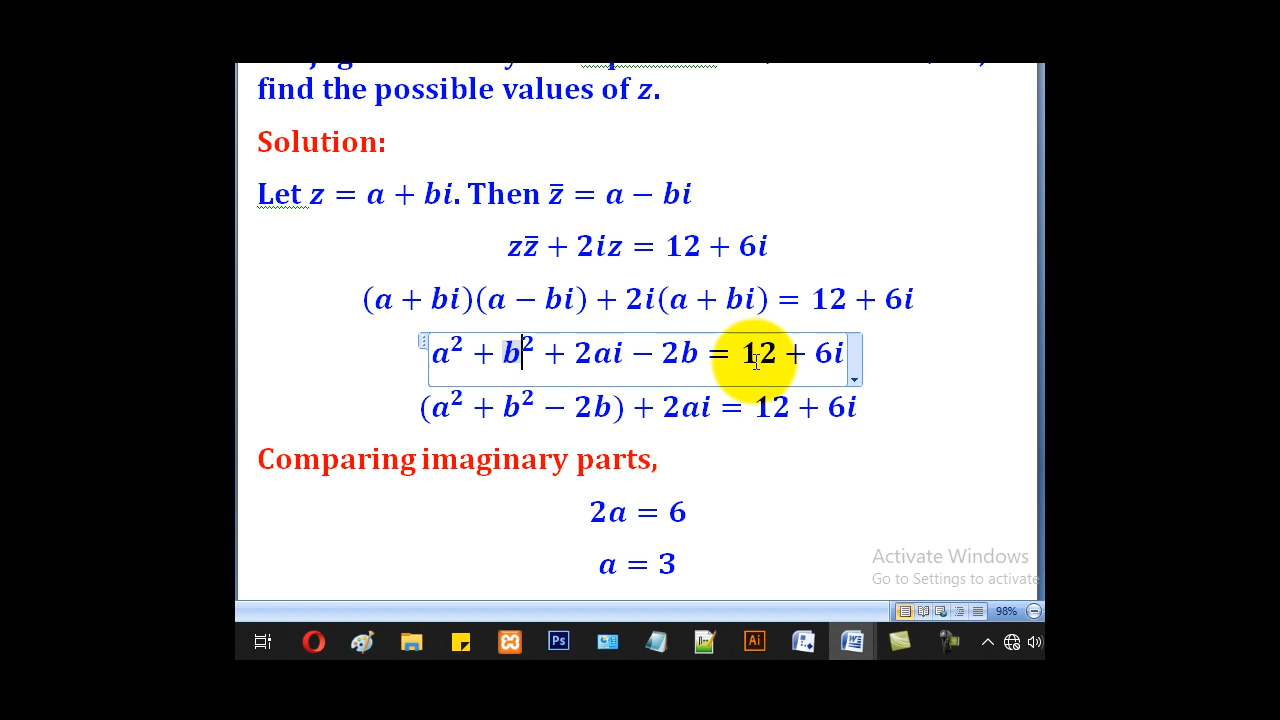 find the possible values of z.
Solution:
Let z = a + bi. Then z̄ = a − bi
zz̄ + 2iz = 12 + 6i
(a + bi)(a − bi) + 2i(a + bi) = 12 + 6i
a² + b² + 2ai − 2b = 12 + 6i
(a² + b² − 2b) + 2ai = 12 + 6i
Comparing imaginary parts,
2a = 6
a = 3
Activate Windows
Go to Settings to activate
98%
Ps
Ai